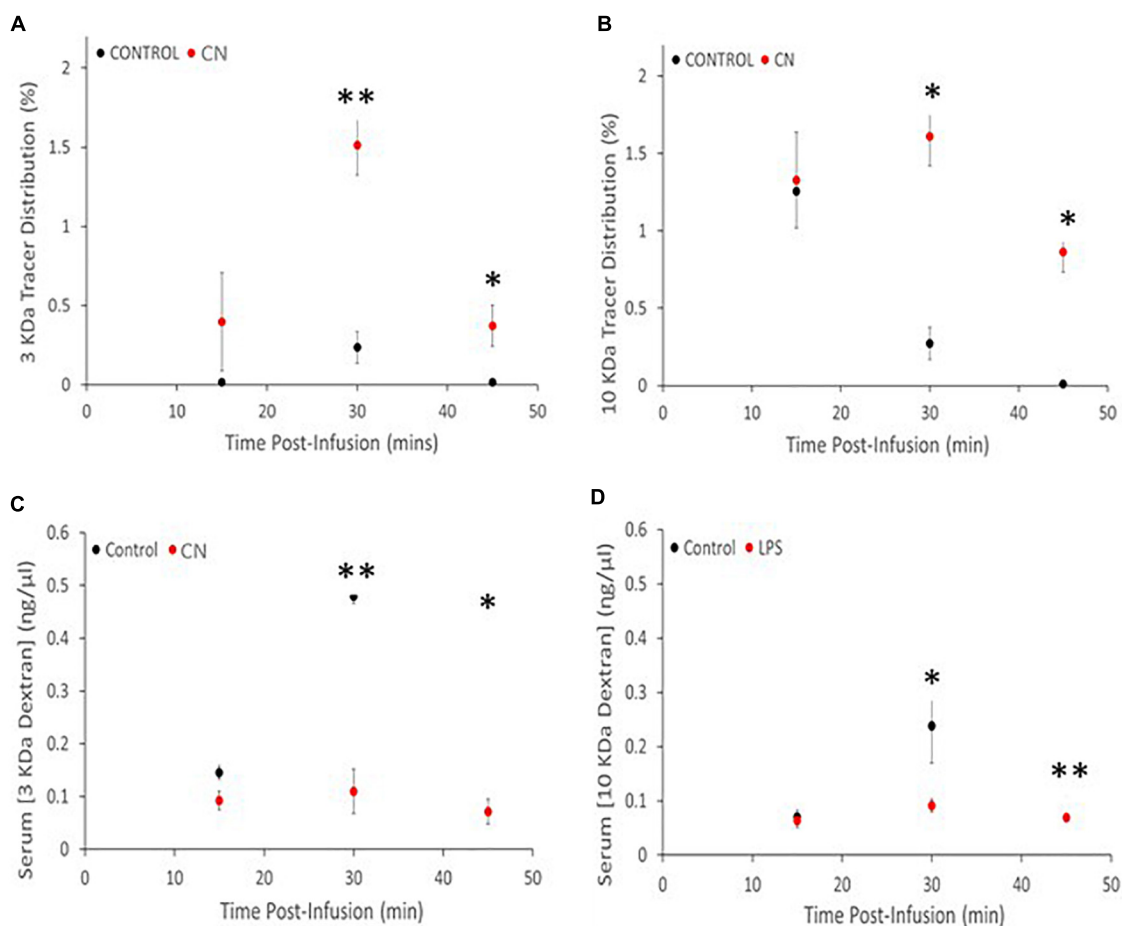 A
CONTROL CN
3 KDa Tracer Distribution (%)
2
1.5
1
0.5
0
**
*
0 10 20 30 40 50
Time Post-Infusion (mins)
B
CONTROL CN
10 KDa Tracer Distribution (%)
2
1.5
1
0.5
0
*
*
0 10 20 30 40 50
Time Post-Infusion (min)
C
Control CN
Serum [3 KDa Dextran] (ng/μl)
0.6
0.5
0.4
0.3
0.2
0.1
0
**
*
0 10 20 30 40 50
Time Post-Infusion (min)
D
Control LPS
Serum [10 KDa Dextran] (ng/μl)
0.6
0.5
0.4
0.3
0.2
0.1
0
*
**
0 10 20 30 40 50
Time Post-Infusion (min)